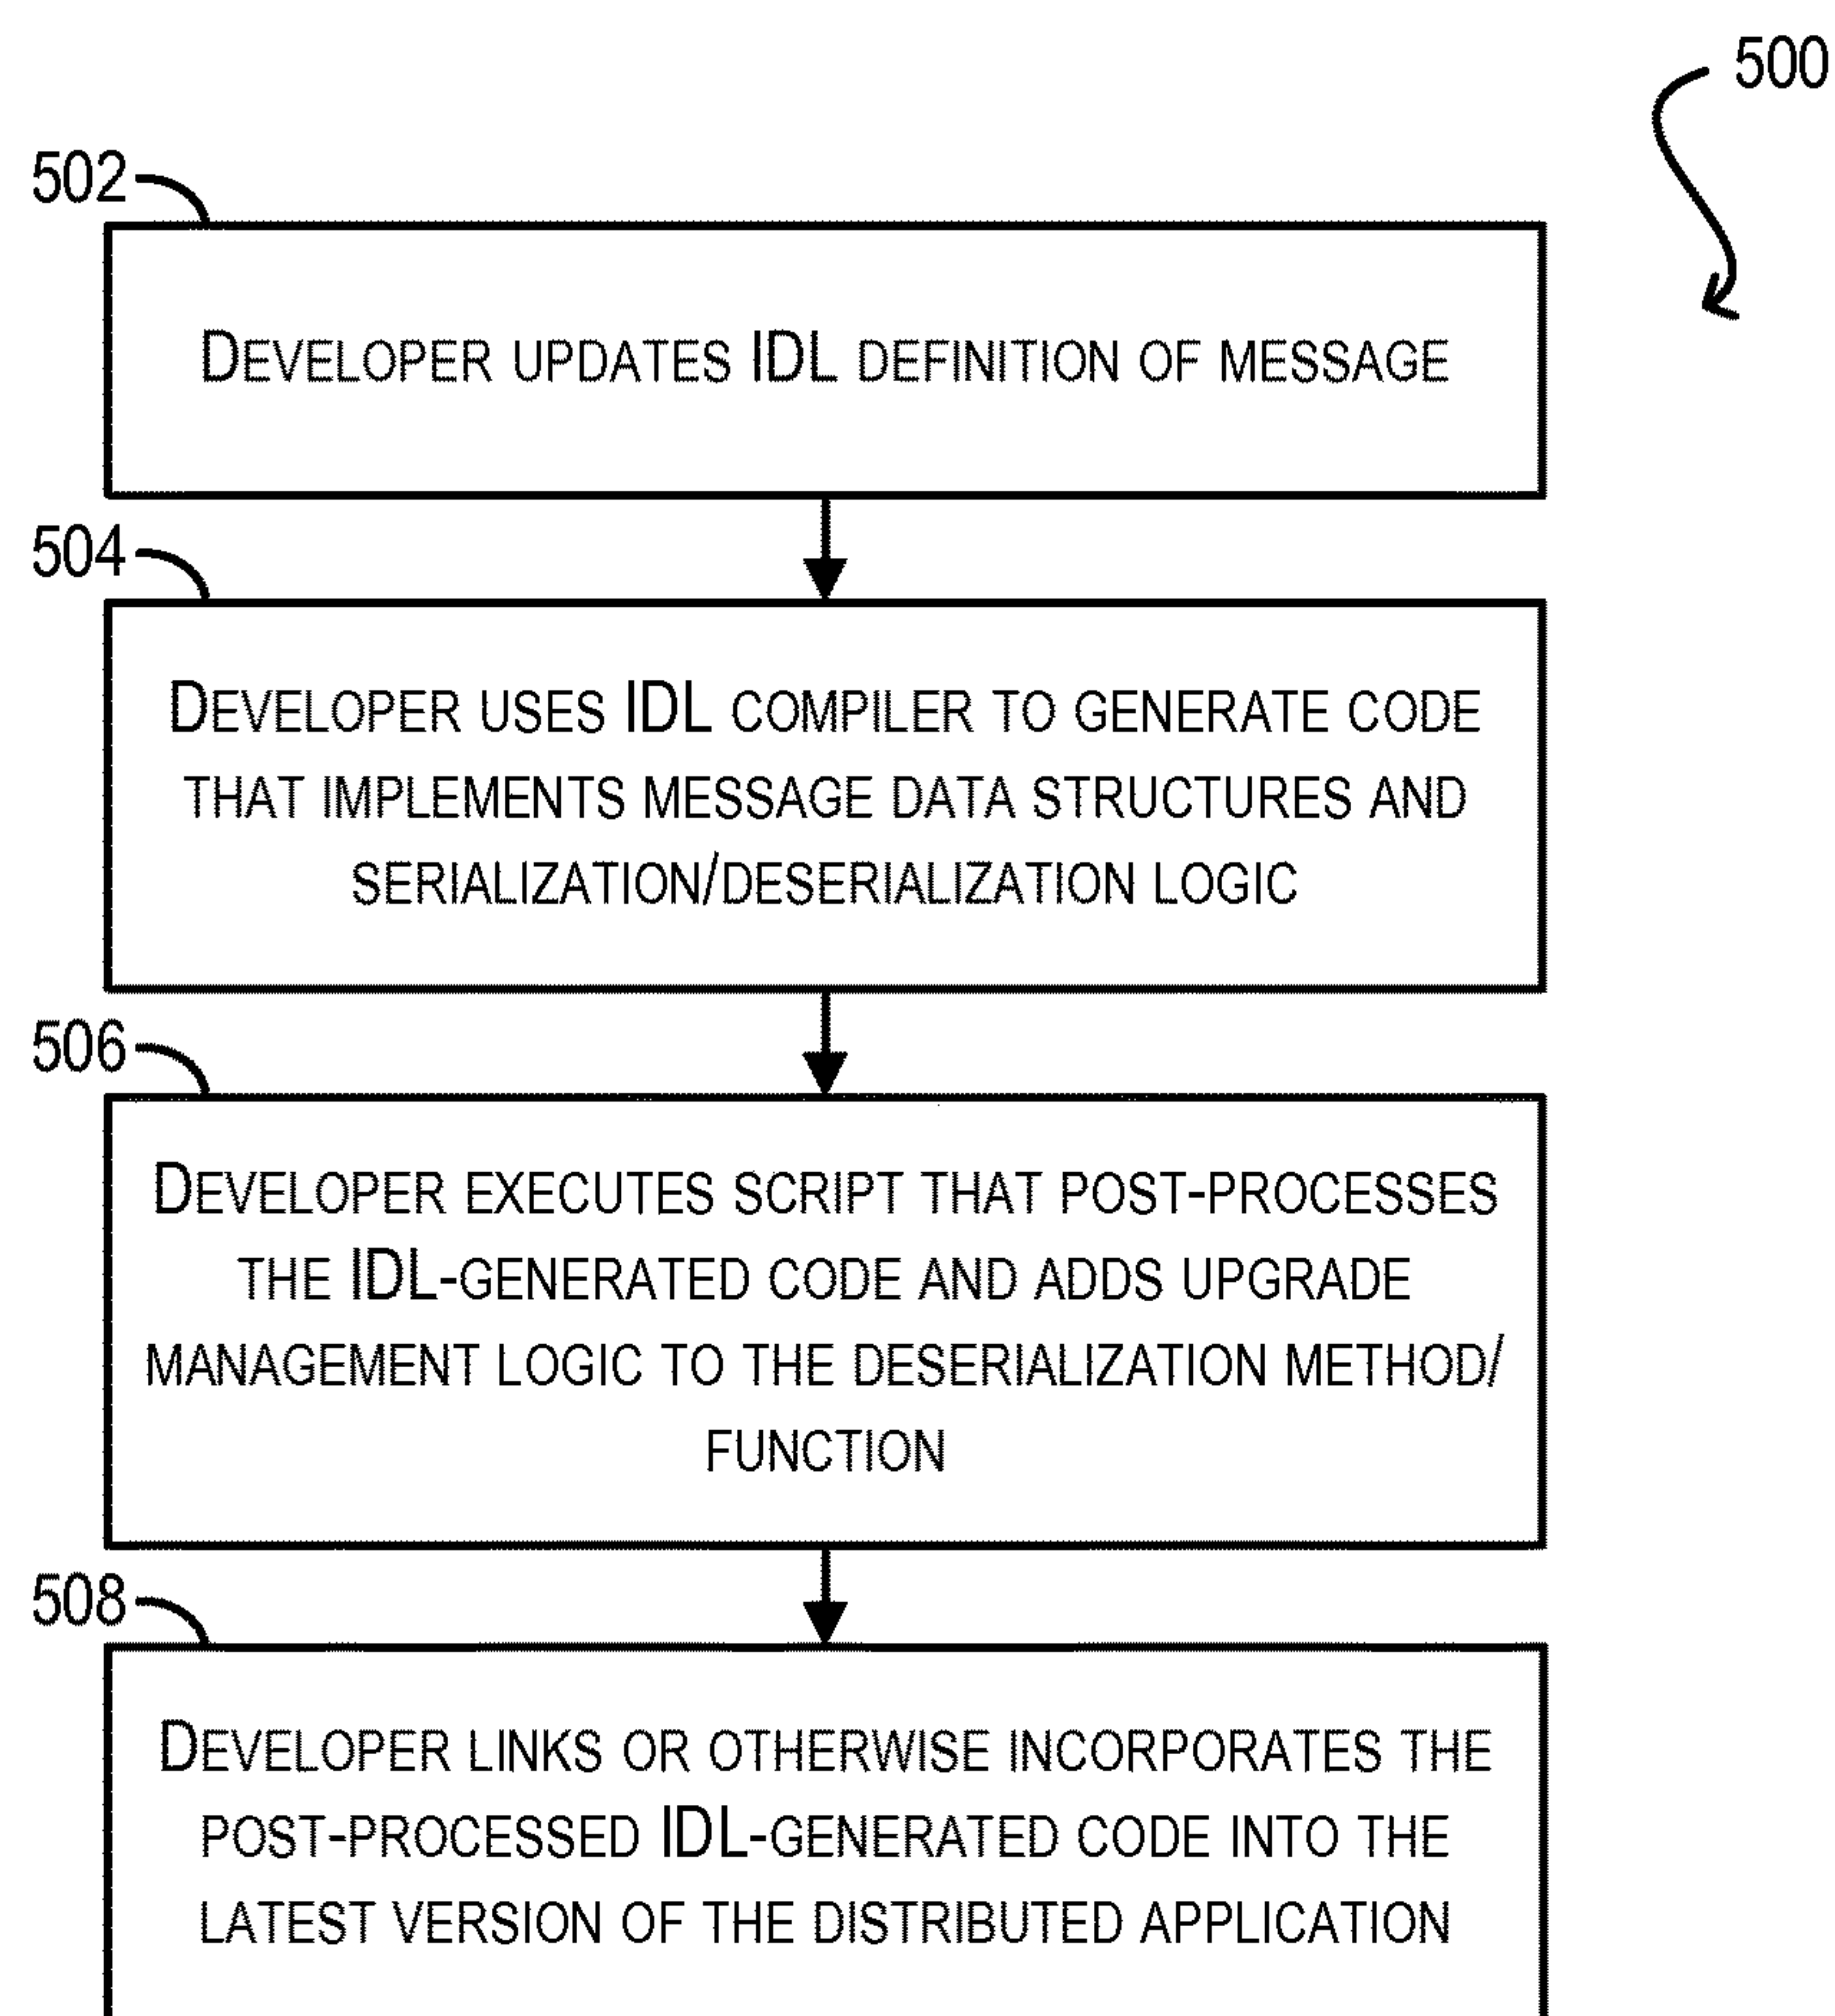 500
502
DEVELOPER UPDATES IDL DEFINITION OF MESSAGE
504
DEVELOPER USES IDL COMPILER TO GENERATE CODE
THAT IMPLEMENTS MESSAGE DATA STRUCTURES AND
SERIALIZATION/DESERIALIZATION LOGIC
506
DEVELOPER EXECUTES SCRIPT THAT POST-PROCESSES
THE IDL-GENERATED CODE AND ADDS UPGRADE
MANAGEMENT LOGIC TO THE DESERIALIZATION METHOD/
FUNCTION
508
DEVELOPER LINKS OR OTHERWISE INCORPORATES THE
POST-PROCESSED IDL-GENERATED CODE INTO THE
LATEST VERSION OF THE DISTRIBUTED APPLICATION